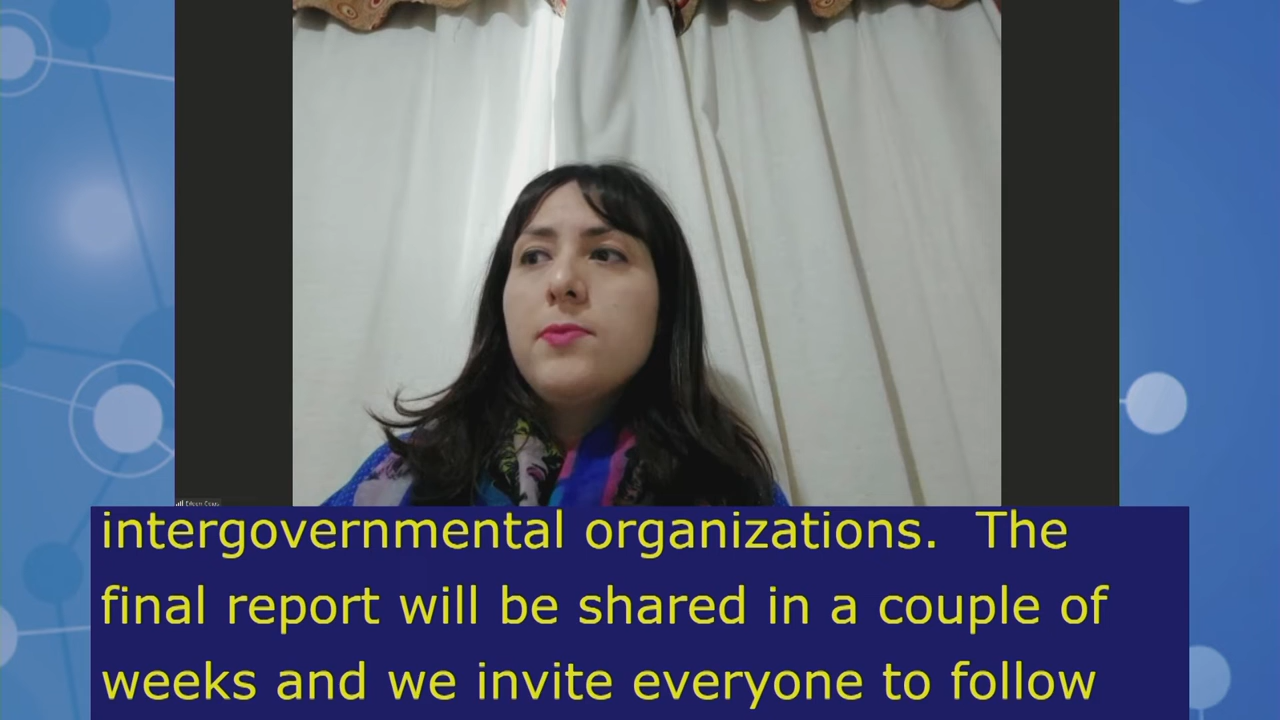 intergovernmental organizations.  The
final report will be shared in a couple of
weeks and we invite everyone to follow